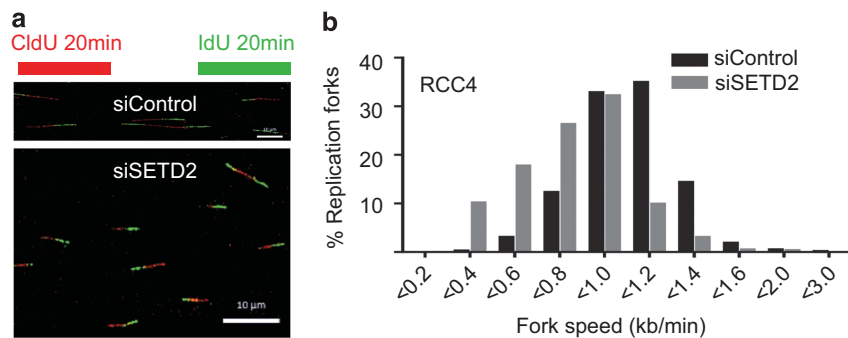 a
CldU 20min IdU 20min
siControl
siSETD2
10 µm
b
40
30
20
10
% Replication forks
RCC4
siControl
siSETD2
<0.2 <0.4 <0.6 <0.8 <1.0 <1.2 <1.4 <1.6 <2.0 <3.0
Fork speed (kb/min)